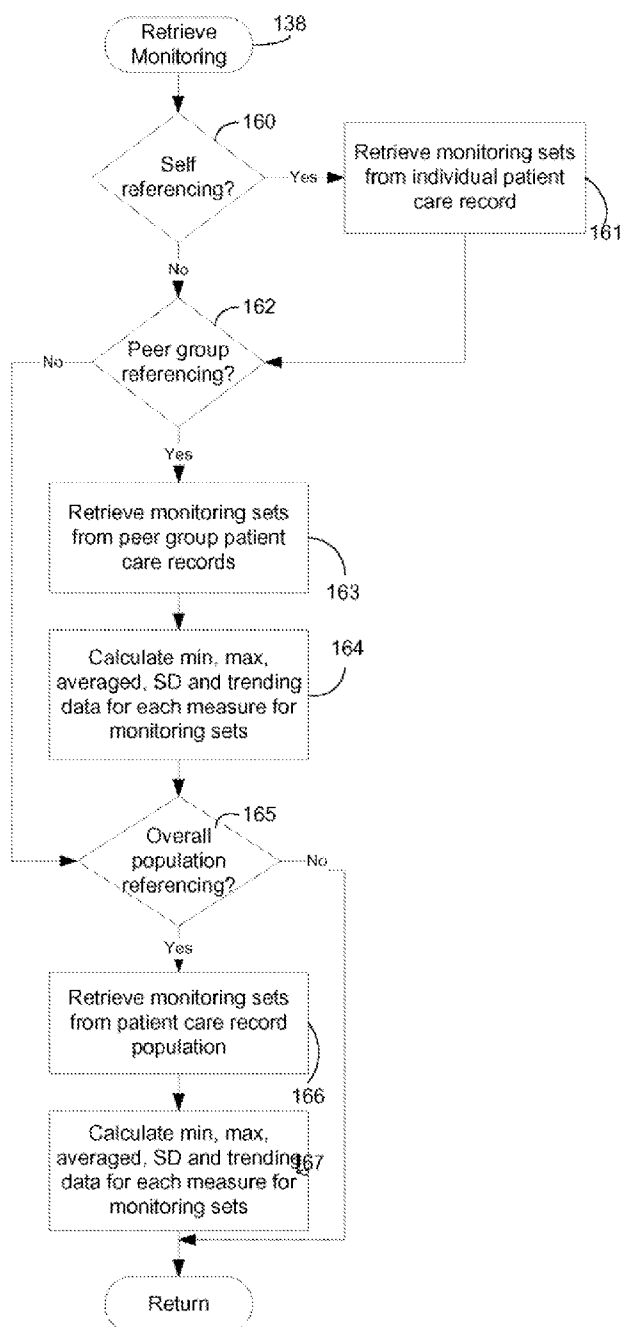 Retrieve
Monitoring
138
160
Self
referencing?
Yes
Retrieve monitoring sets
from individual patient
care record
161
No
162
Peer group
referencing?
No
Yes
Retrieve monitoring sets
from peer group patient
care records
163
Calculate min, max,
averaged, SD and trending
data for each measure for
monitoring sets
164
165
Overall
population
referencing?
No
Yes
Retrieve monitoring sets
from patient care record
population
166
Calculate min, max,
averaged, SD and trending
data for each measure for
monitoring sets
167
Return